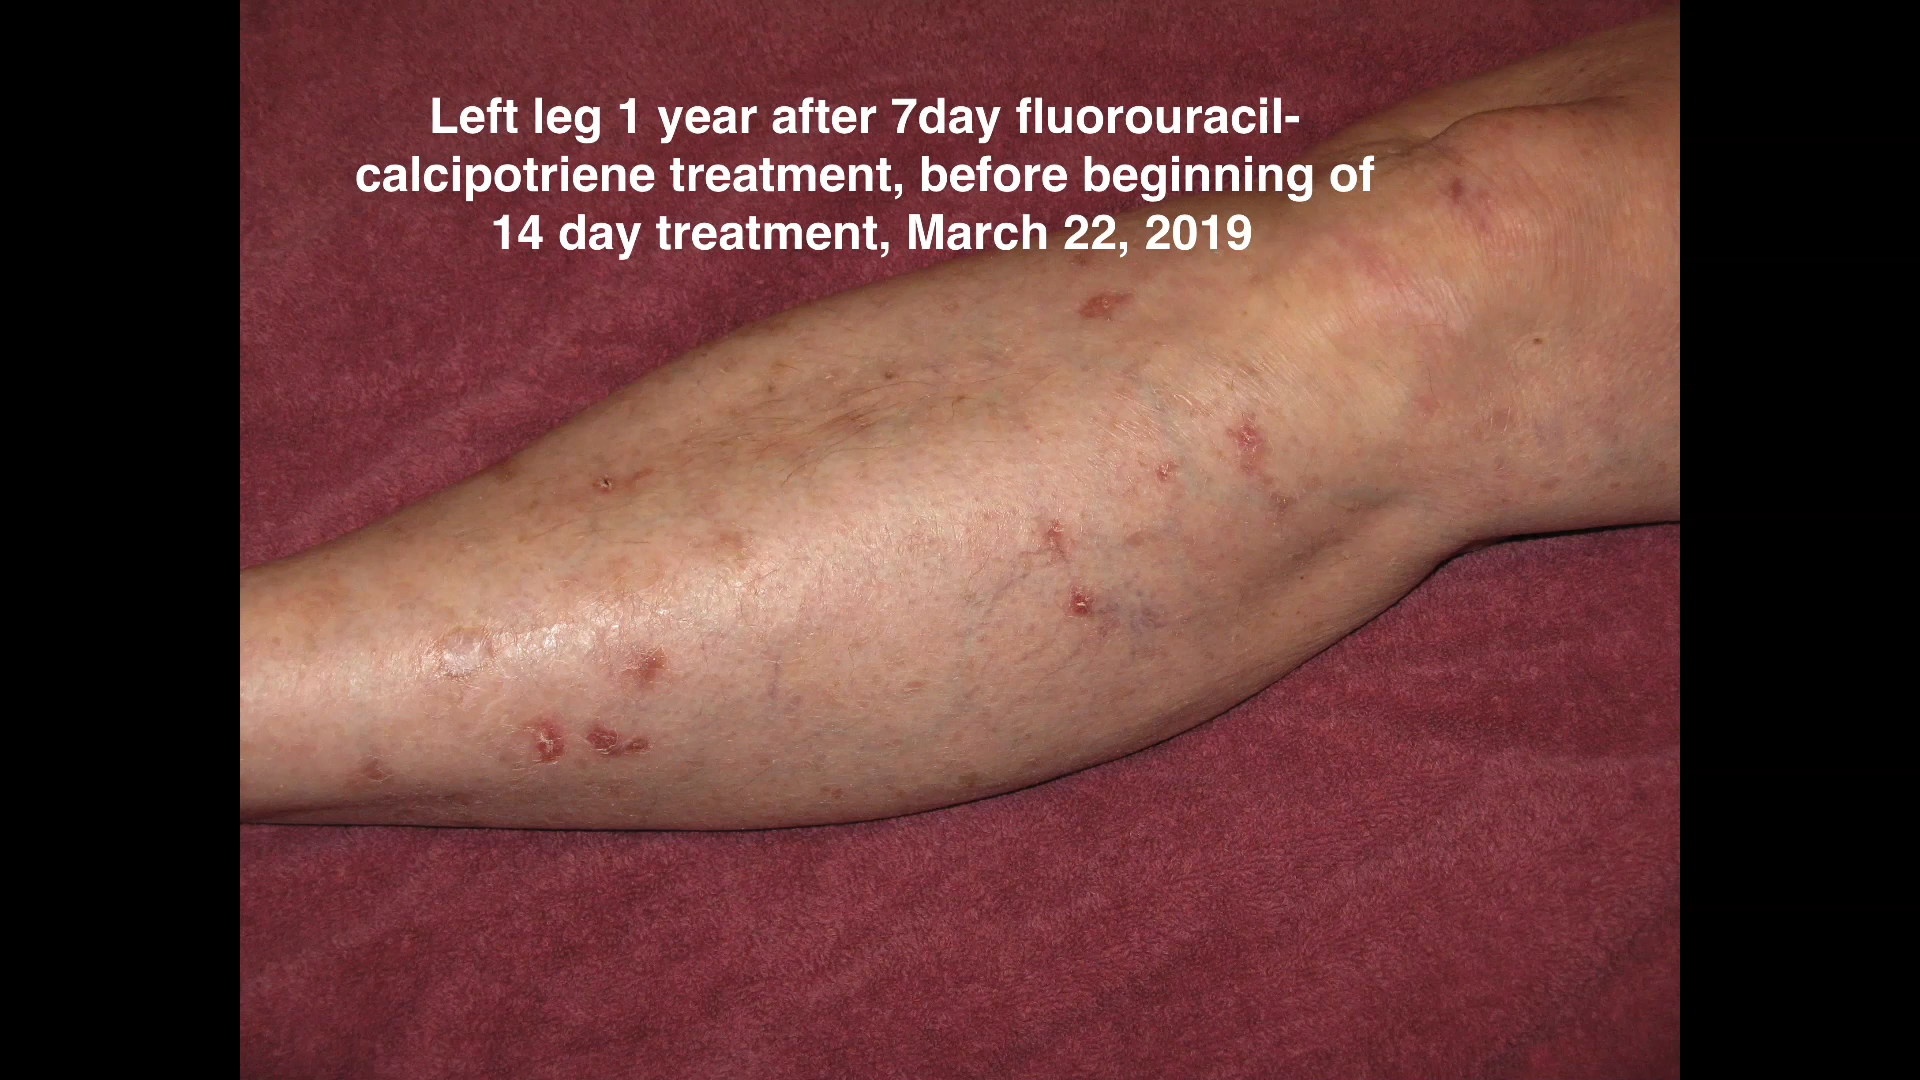 Left leg 1 year after 7day fluorouracil-
calcipotriene treatment, before beginning of
14 day treatment, March 22, 2019